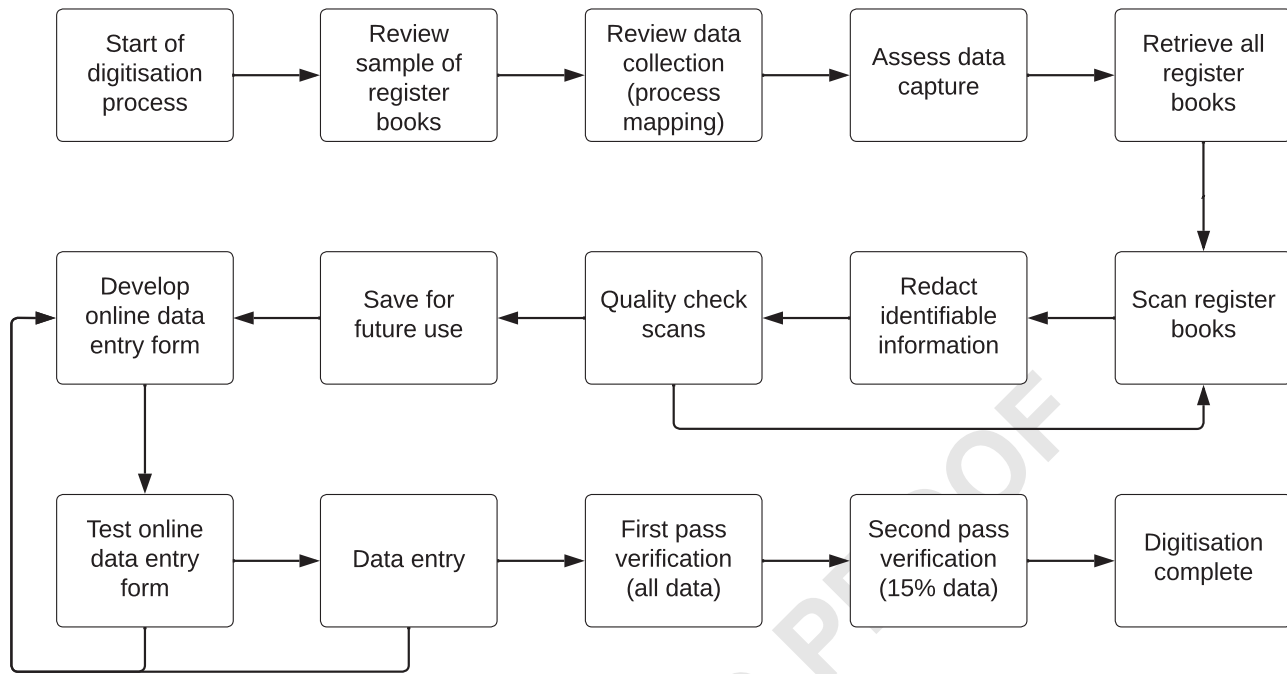 Start of
digitisation
process
Review
sample of
register
books
Review data
collection
(process
mapping)
Assess data
capture
Retrieve all
register
books
Develop
online data
entry form
Save for
future use
Quality check
scans
Redact
identifiable
information
Scan register
books
Test online
data entry
form
Data entry
First pass
verification
(all data)
Second pass
verification
(15% data)
Digitisation
complete
PROOF